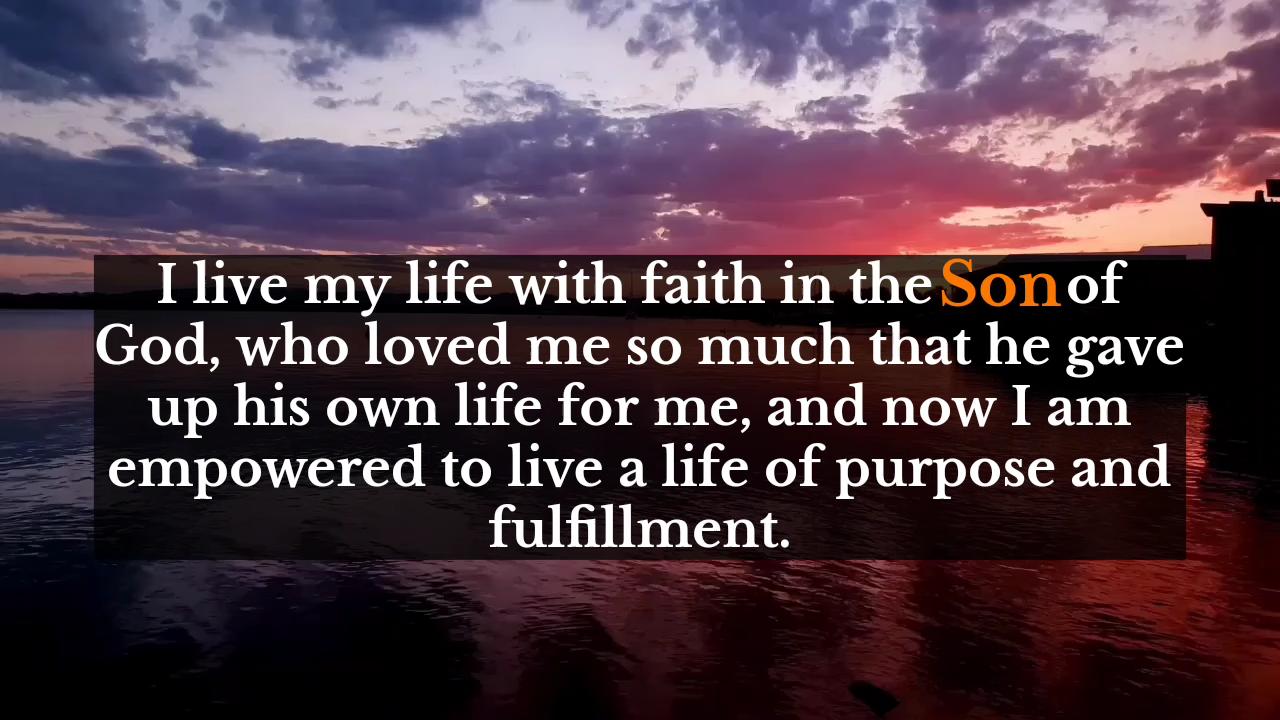 I live my life with faith in the Son of
God, who loved me so much that he gave
up his own life for me, and now I am
empowered to live a life of purpose and
fulfillment.